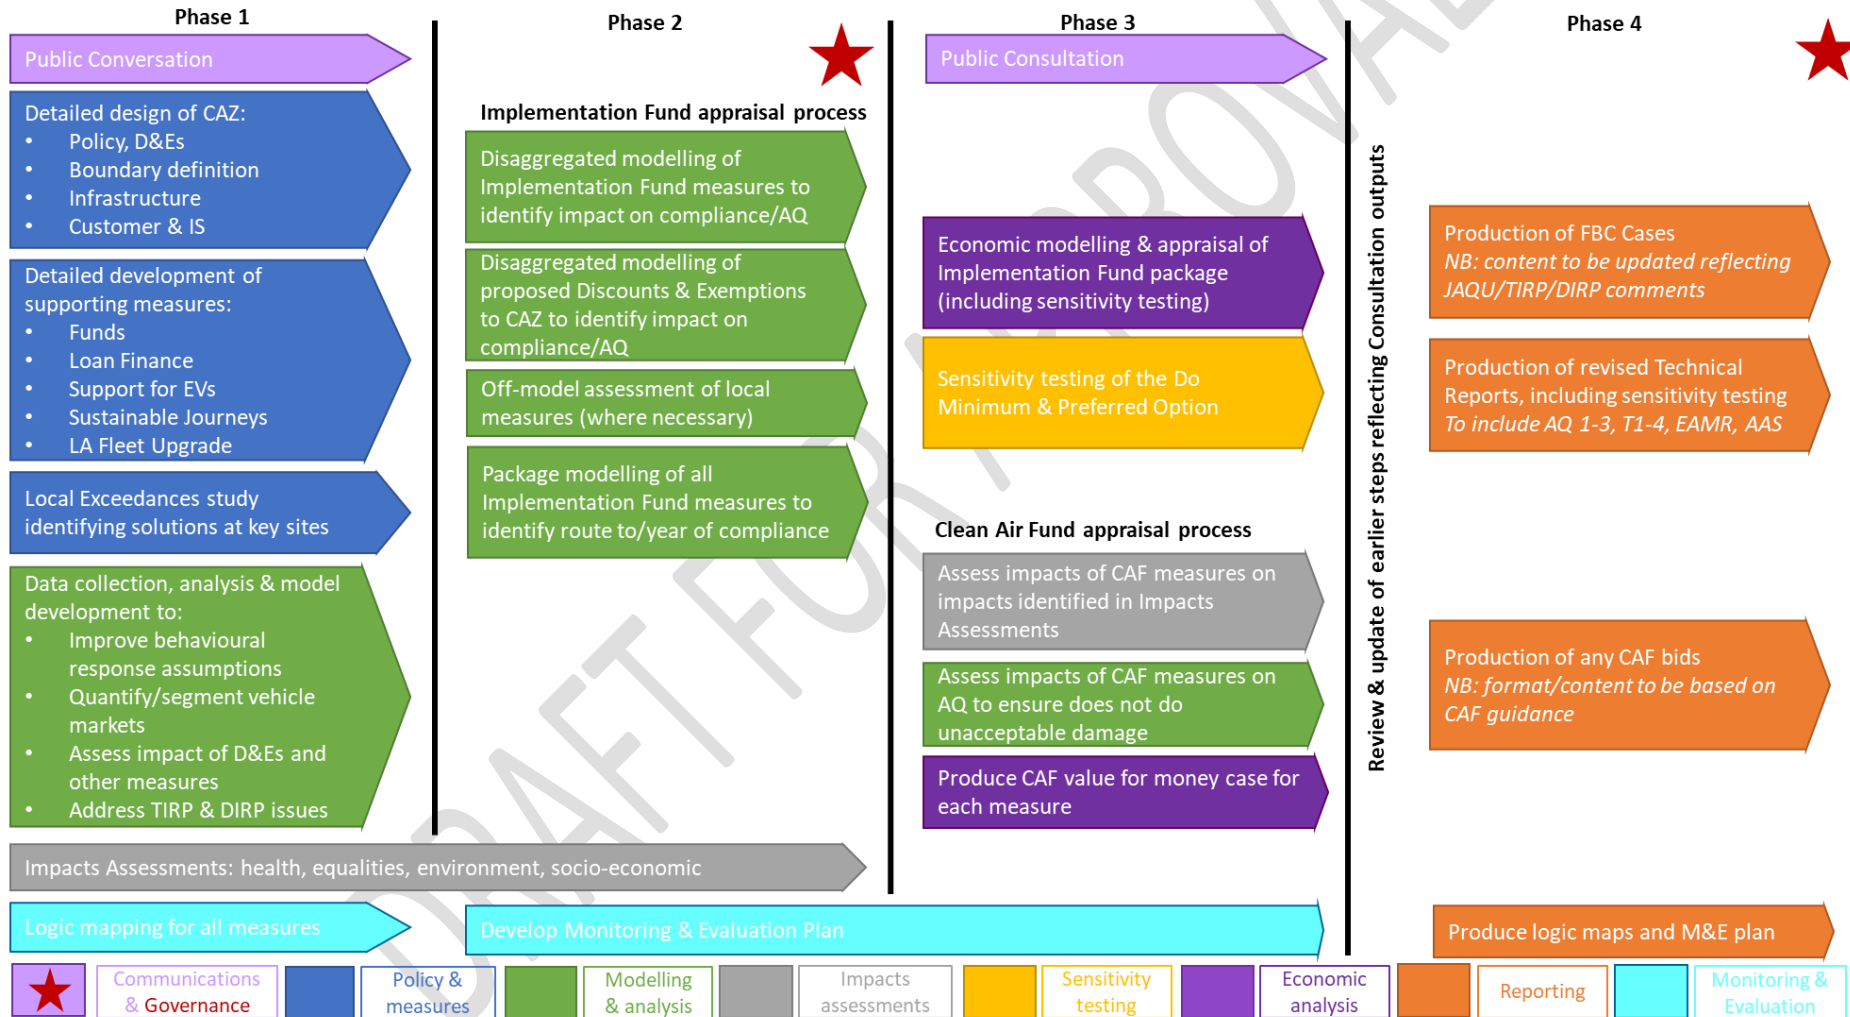 Phase 1
Public Conversation
Detailed design of CAZ:
• Policy, D&Es
• Boundary definition
• Infrastructure
• Customer & IS
Detailed development of
supporting measures:
• Funds
• Loan Finance
• Support for EVs
• Sustainable Journeys
• LA Fleet Upgrade
Local Exceedances study
identifying solutions at key sites
Data collection, analysis & model
development to:
• Improve behavioural
response assumptions
• Quantify/segment vehicle
markets
• Assess impact of D&Es and
other measures
• Address TIRP & DIRP issues
Impacts Assessments: health, equalities, environment, socio-economic
Logic mapping for all measures
Phase 2
Implementation Fund appraisal process
Disaggregated modelling of
Implementation Fund measures to
identify impact on compliance/AQ
Disaggregated modelling of
proposed Discounts & Exemptions
to CAZ to identify impact on
compliance/AQ
Off-model assessment of local
measures (where necessary)
Package modelling of all
Implementation Fund measures to
identify route to/year of compliance
Develop Monitoring & Evaluation Plan
Phase 3
Public Consultation
Economic modelling & appraisal of
Implementation Fund package
(including sensitivity testing)
Sensitivity testing of the Do
Minimum & Preferred Option
Clean Air Fund appraisal process
Assess impacts of CAF measures on
impacts identified in Impacts
Assessments
Assess impacts of CAF measures on
AQ to ensure does not do
unacceptable damage
Produce CAF value for money case for
each measure
Review & update of earlier steps reflecting Consultation outputs
Phase 4
Production of FBC Cases
NB: content to be updated reflecting
JAQU/TIRP/DIRP comments
Production of revised Technical
Reports, including sensitivity testing
To include AQ 1-3, T1-4, EAMR, AAS
Production of any CAF bids
NB: format/content to be based on
CAF guidance
Produce logic maps and M&E plan
Communications
& Governance
Policy &
measures
Modelling
& analysis
Impacts
assessments
Sensitivity
testing
Economic
analysis
Reporting
Monitoring &
Evaluation
DRAFT FOR APPROVAL